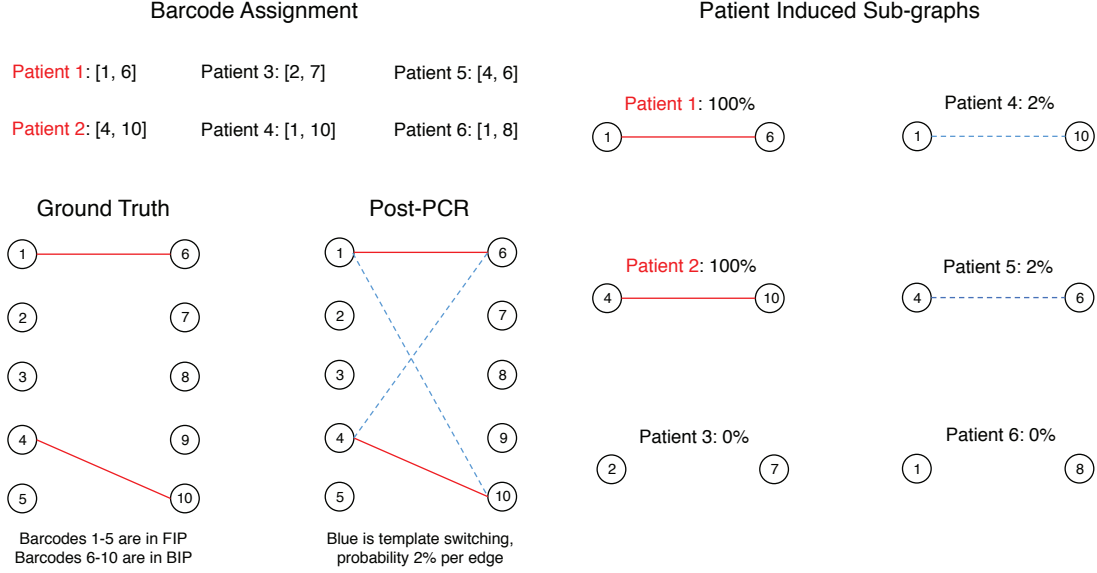 Barcode Assignment
Patient 1: [1, 6]
Patient 3: [2, 7]
Patient 5: [4, 6]
Patient 2: [4, 10]
Patient 4: [1, 10]
Patient 6: [1, 8]
Ground Truth
1
6
2
7
3
8
4
9
5
10
Barcodes 1-5 are in FIP
Barcodes 6-10 are in BIP
Post-PCR
1
6
2
7
3
8
4
9
5
10
Blue is template switching,
probability 2% per edge
Patient Induced Sub-graphs
Patient 1: 100%
1
6
Patient 4: 2%
1
10
Patient 2: 100%
4
10
Patient 5: 2%
4
6
Patient 3: 0%
2
7
Patient 6: 0%
1
8